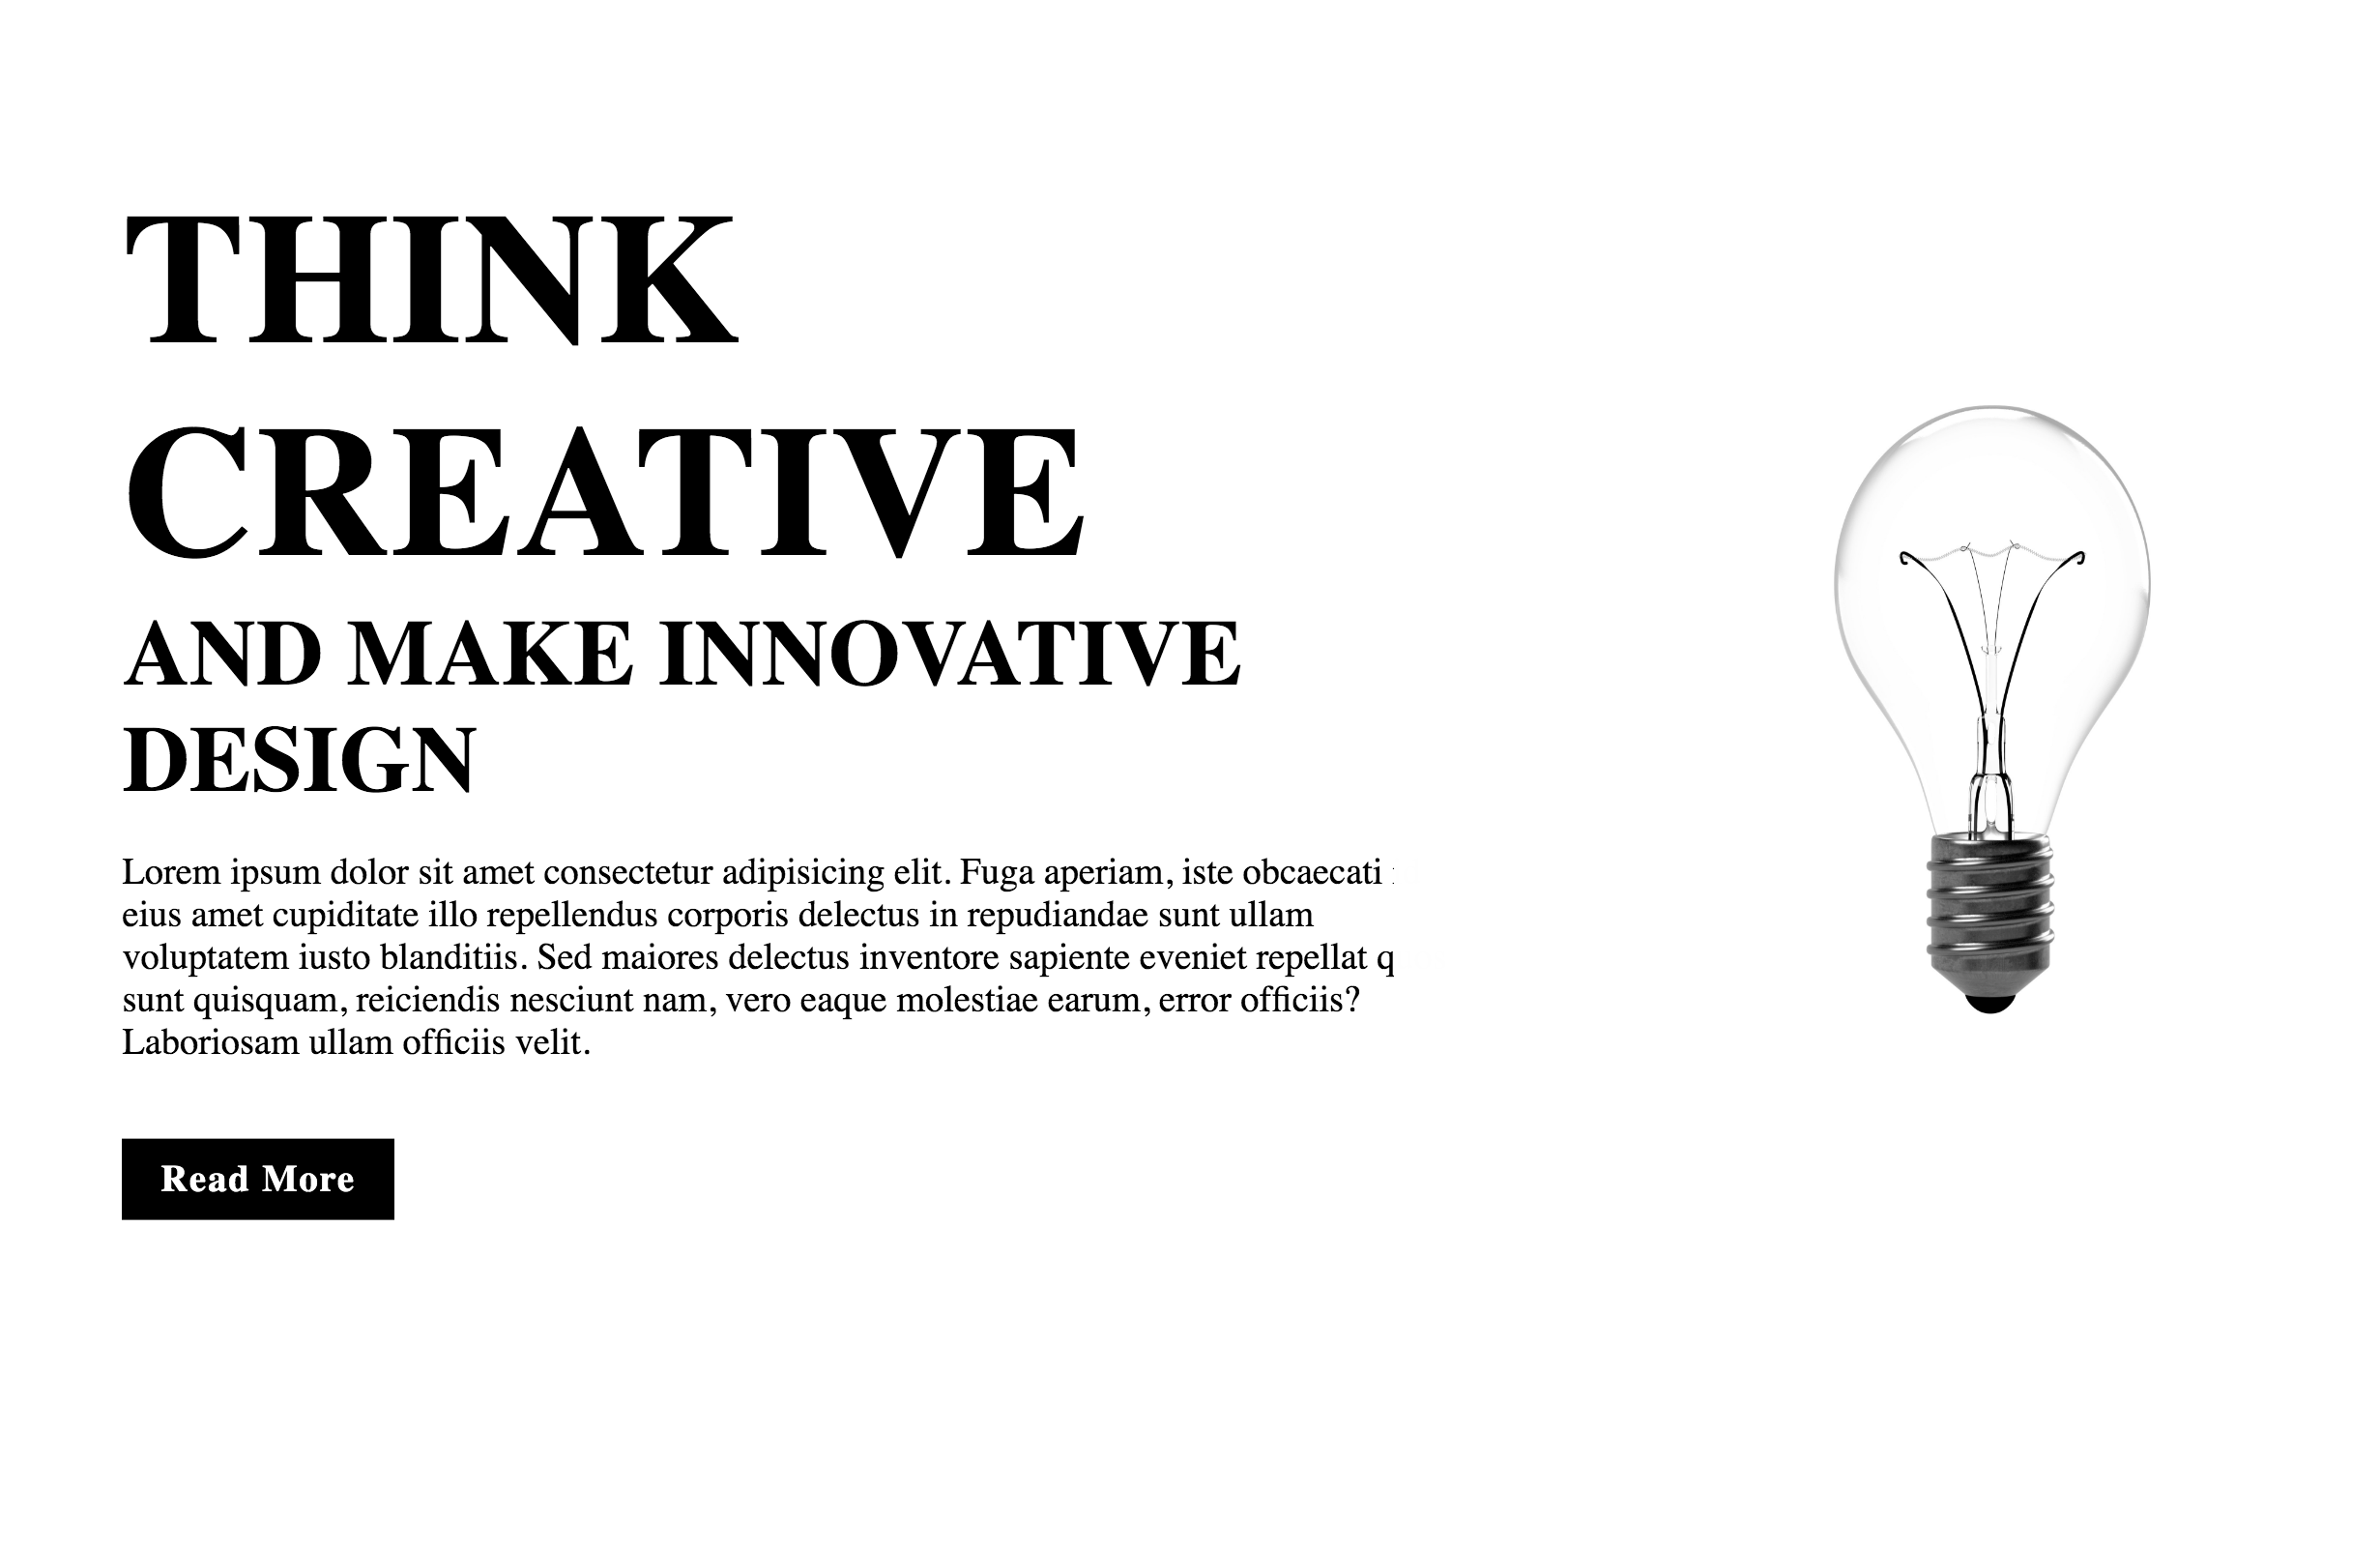 THINK
CREATIVE
AND MAKE INNOVATIVE
DESIGN
Lorem ipsum dolor sit amet consectetur adipisicing elit. Fuga aperiam, iste obcaecati
eius amet cupiditate illo repellendus corporis delectus in repudiandae sunt ullam
voluptatem iusto blanditiis. Sed maiores delectus inventore sapiente eveniet repellat
sunt quisquam, reiciendis nesciunt nam, vero eaque molestiae earum, error officiis?
Laboriosam ullam officiis velit.
Read More